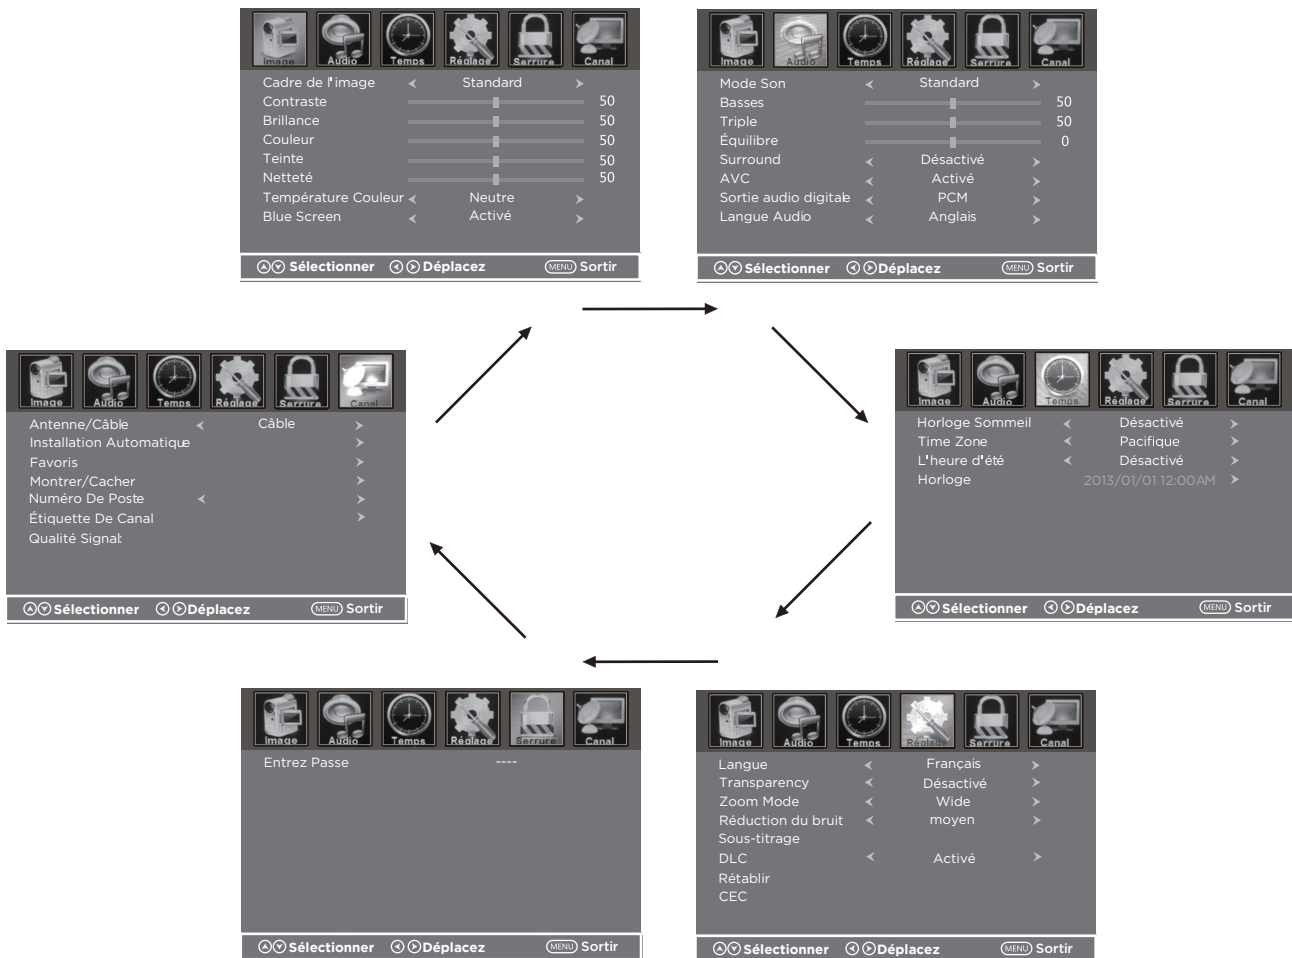 Image Audio Temps Réglage Serrure Canal
Cadre de l'image Standard
Contraste 50
Brillance 50
Couleur 50
Teinte 50
Netteté 50
Température Couleur Neutre
Blue Screen Activé
Sélectionner Déplacez MENU Sortir
Image Audio Temps Réglage Serrure Canal
Mode Son Standard
Basses 50
Triple 50
Équilibre 0
Surround Désactivé
AVC Activé
Sortie audio digitale PCM
Langue Audio Anglais
Sélectionner Déplacez MENU Sortir
Image Audio Temps Réglage Serrure Canal
Antenne/Câble Câble
Installation Automatique
Favoris
Montrer/Cacher
Numéro De Poste
Étiquette De Canal
Qualité Signal:
Sélectionner Déplacez MENU Sortir
Image Audio Temps Réglage Serrure Canal
Horloge Sommeil Désactivé
Time Zone Pacifique
L'heure d'été Désactivé
Horloge 2013/01/01 12:00AM
Sélectionner Déplacez MENU Sortir
Image Audio Temps Réglage Serrure Canal
Entrez Passe ----
Sélectionner Déplacez MENU Sortir
Image Audio Temps Réglage Serrure Canal
Langue Français
Transparency Désactivé
Zoom Mode Wide
Réduction du bruit moyen
Sous-titrage
DLC Activé
Rétablir
CEC
Sélectionner Déplacez MENU Sortir